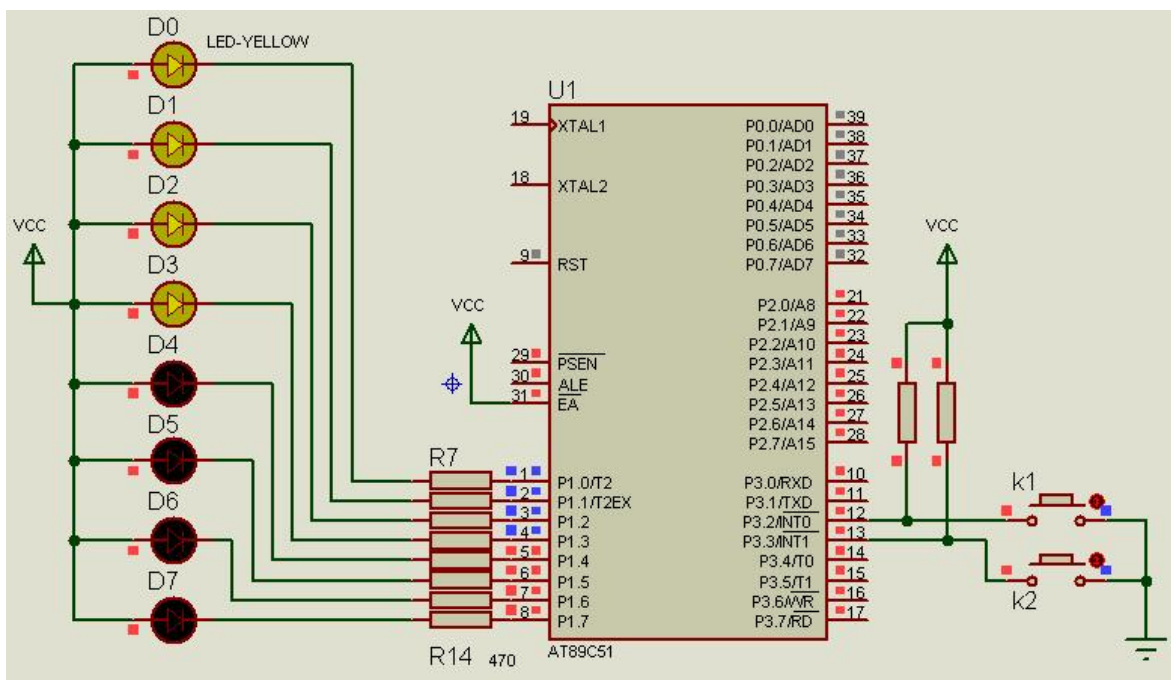 D0
LED-YELLOW
D1
D2
D3
D4
D5
D6
D7
VCC
R7
R14 470
VCC
U1
19 XTAL1
18 XTAL2
9 RST
29 PSEN
30 ALE
31 EA
1 P1.0/T2
2 P1.1/T2EX
3 P1.2
4 P1.3
5 P1.4
6 P1.5
7 P1.6
8 P1.7
P0.0/AD0 39
P0.1/AD1 38
P0.2/AD2 37
P0.3/AD3 36
P0.4/AD4 35
P0.5/AD5 34
P0.6/AD6 33
P0.7/AD7 32
P2.0/A8 21
P2.1/A9 22
P2.2/A10 23
P2.3/A11 24
P2.4/A12 25
P2.5/A13 26
P2.6/A14 27
P2.7/A15 28
P3.0/RXD 10
P3.1/TXD 11
P3.2/INT0 12
P3.3/INT1 13
P3.4/T0 14
P3.5/T1 15
P3.6/WR 16
P3.7/RD 17
AT89C51
VCC
k1
k2